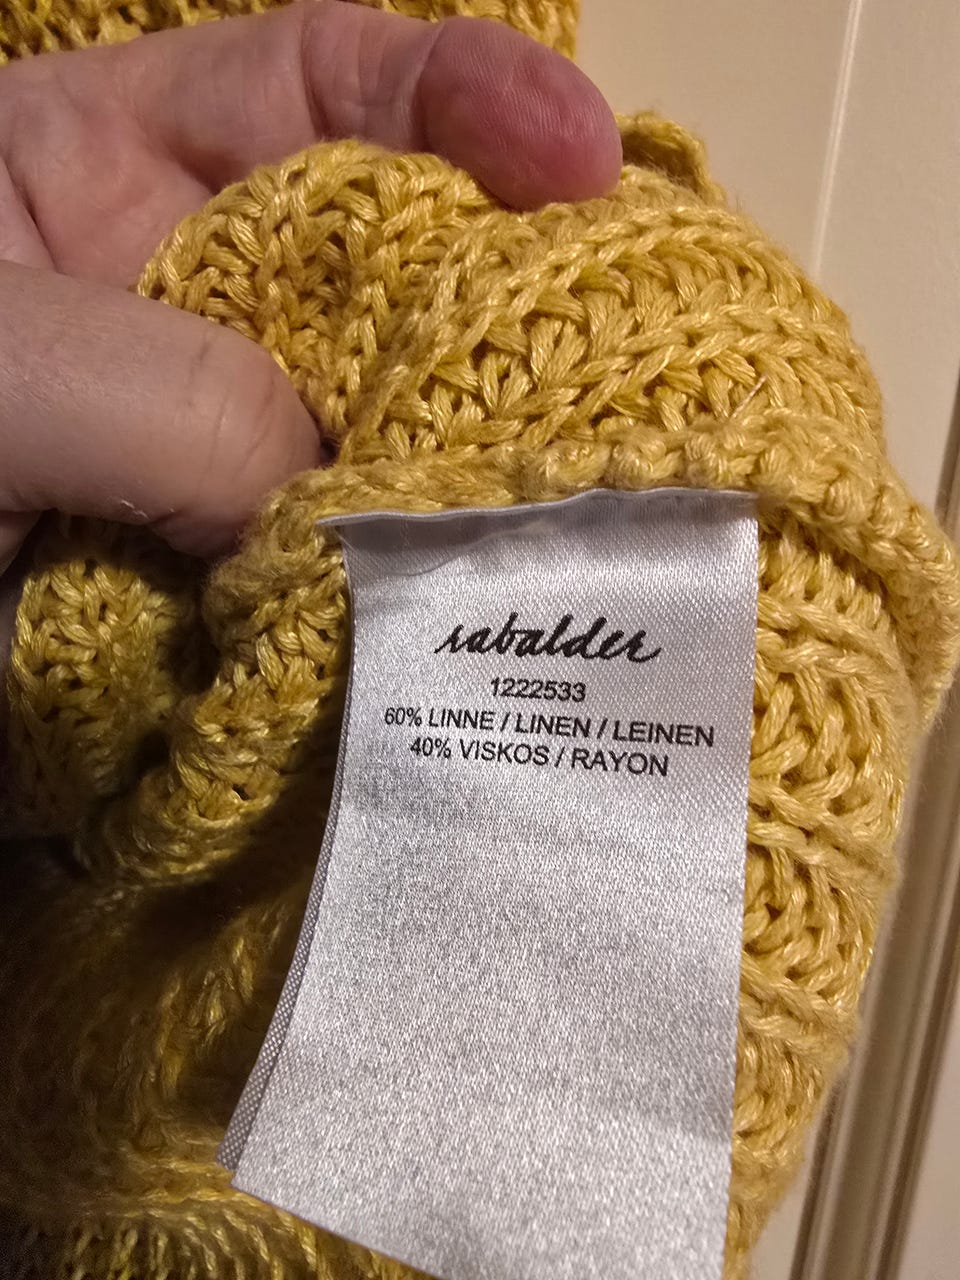 rabalder
1222533
60% LINNE / LINEN / LEINEN
40% VISKOS / RAYON